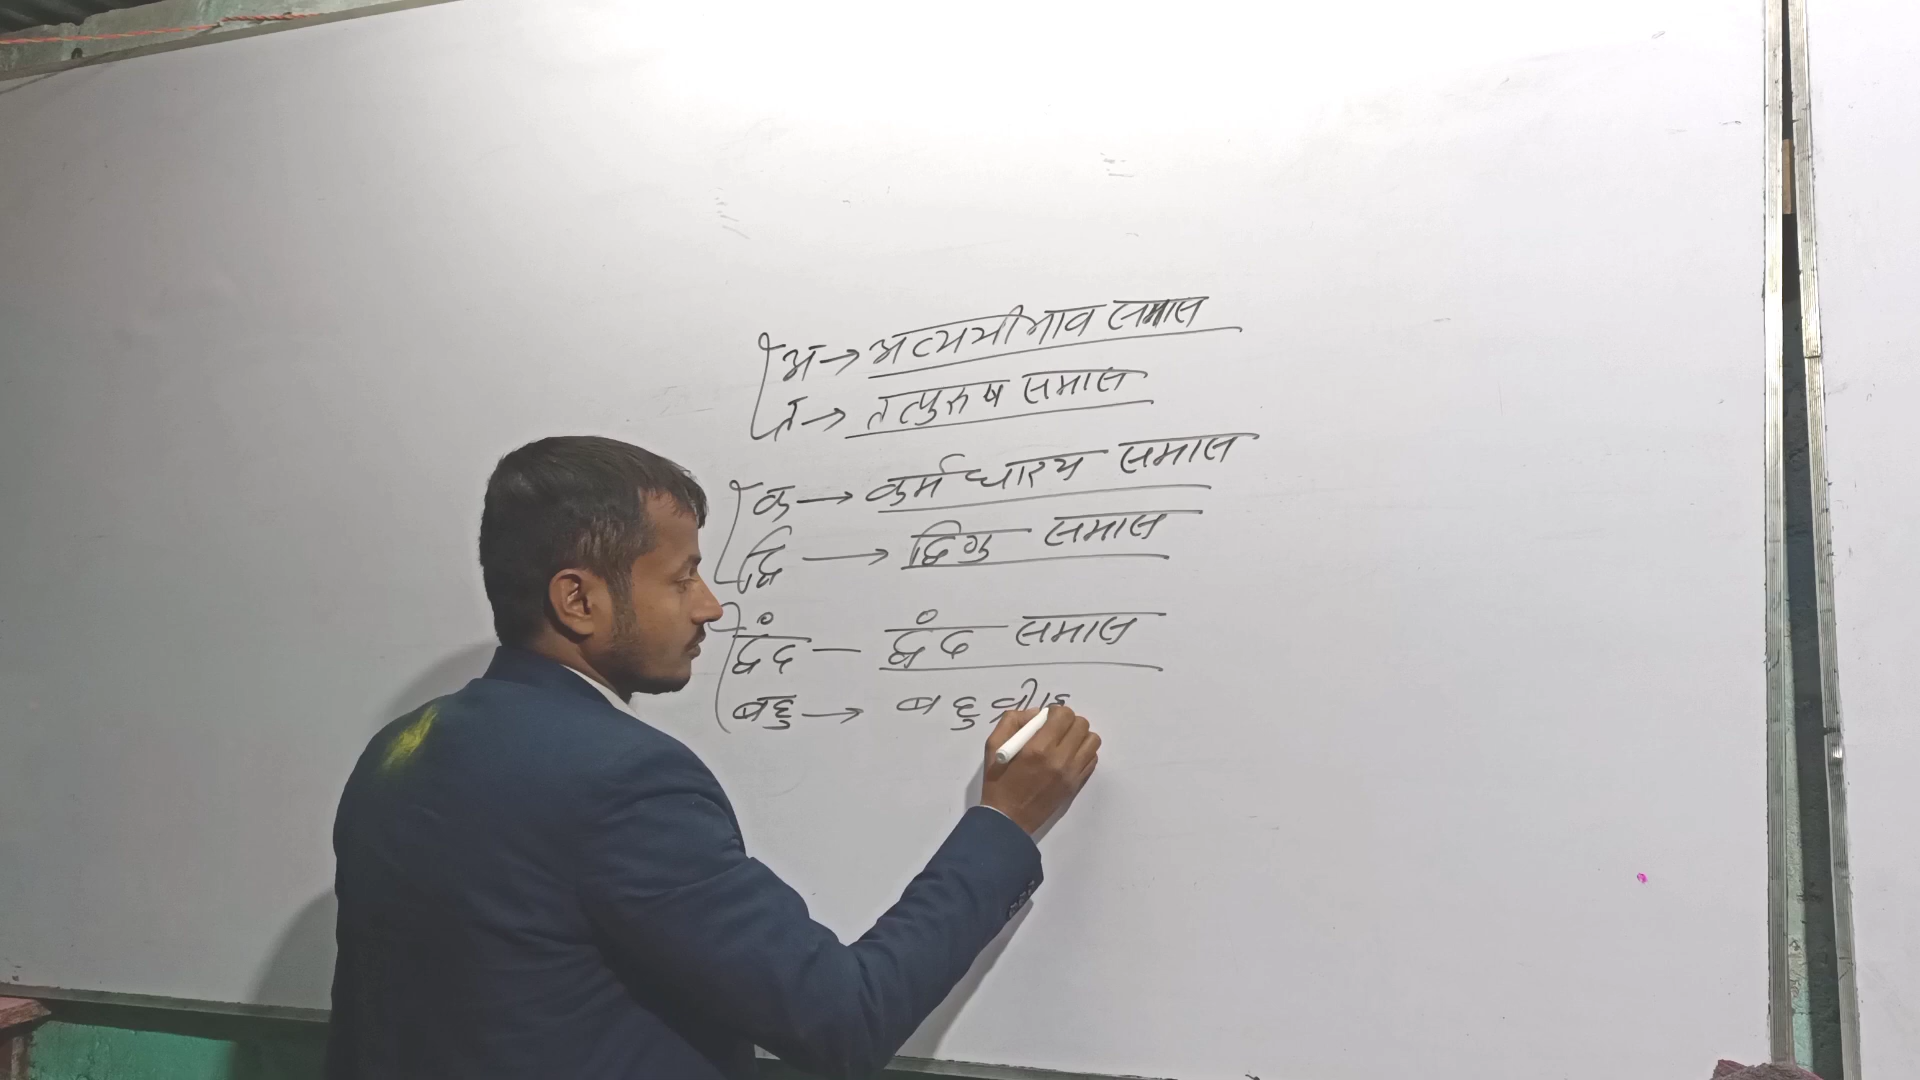 अ → अव्ययीभाव समास
त → तत्पुरुष समास
क → कर्मधारय समास
द्वि → द्विगु समास
द्वंद — द्वंद समास
बहु → बहुव्रीह